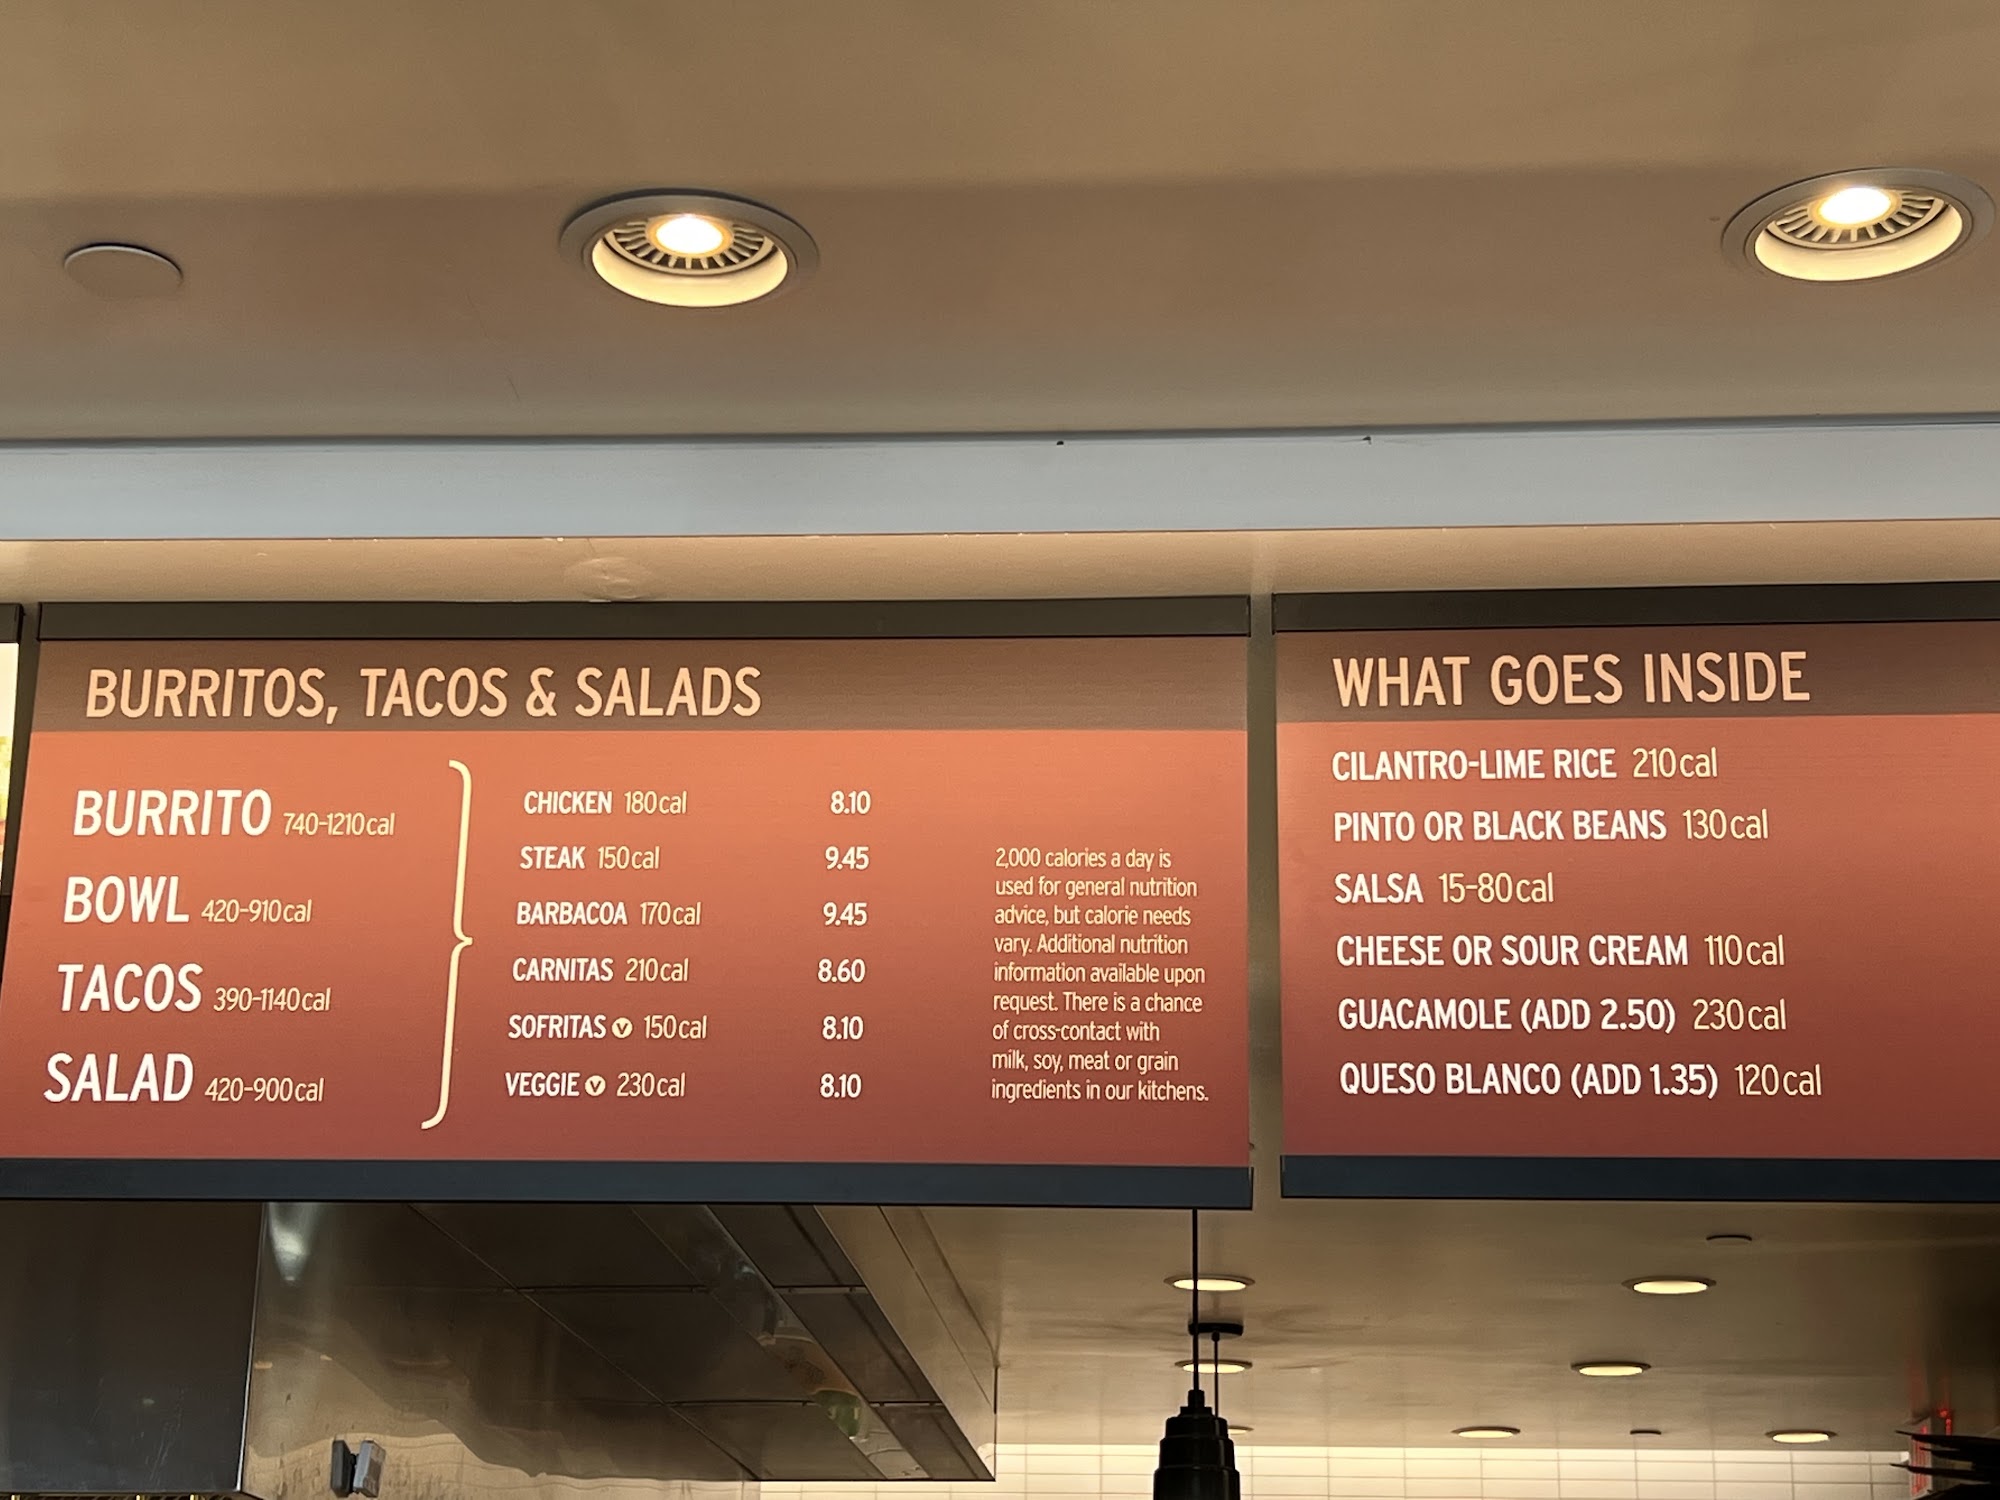 BURRITOS, TACOS & SALADS
BURRITO 740-1210cal
BOWL 420-910cal
TACOS 390-1140cal
SALAD 420-900cal
CHICKEN 180cal 8.10
STEAK 150cal 9.45
BARBACOA 170cal 9.45
CARNITAS 210cal 8.60
SOFRITAS V 150cal 8.10
VEGGIE V 230cal 8.10
2,000 calories a day is
used for general nutrition
advice, but calorie needs
vary. Additional nutrition
information available upon
request. There is a chance
of cross-contact with
milk, soy, meat or grain
ingredients in our kitchens.
WHAT GOES INSIDE
CILANTRO-LIME RICE 210cal
PINTO OR BLACK BEANS 130cal
SALSA 15-80cal
CHEESE OR SOUR CREAM 110cal
GUACAMOLE (ADD 2.50) 230cal
QUESO BLANCO (ADD 1.35) 120cal